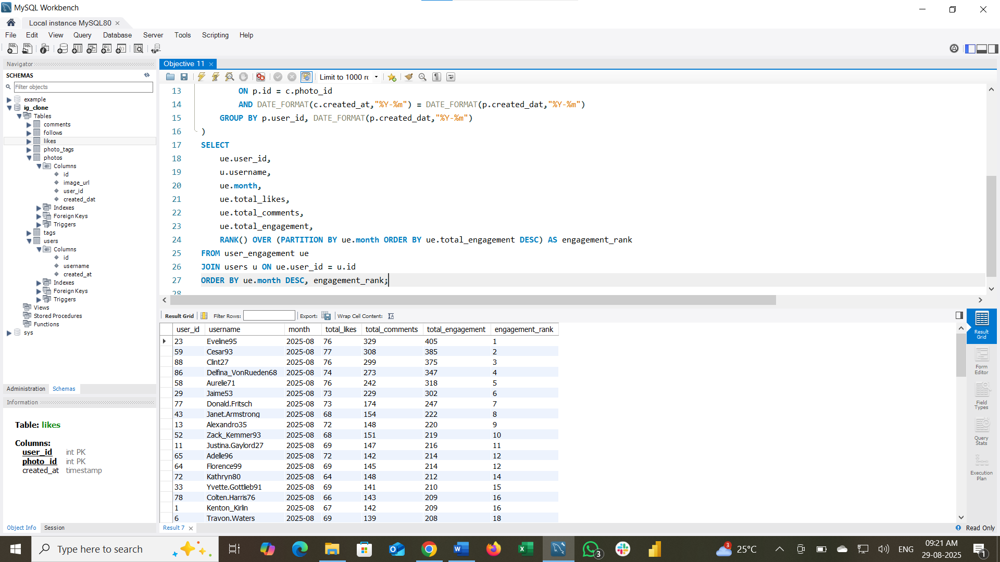 MySQL Workbench
Local instance MySQL80
File Edit View Query Database Server Tools Scripting Help
Navigator
SCHEMAS
Filter objects
example
ig_clone
Tables
comments
follows
likes
photo_tags
photos
Columns
id
image_url
user_id
created_dat
Indexes
Foreign Keys
Triggers
tags
users
Columns
id
username
created_at
Indexes
Foreign Keys
Triggers
Views
Stored Procedures
Functions
sys
Administration Schemas
Information
Table: likes
Columns:
user_id int PK
photo_id int PK
created_at timestamp
Object Info Session
Objective 11
Limit to 1000 rc
13 ON p.id = c.photo_id
14 AND DATE_FORMAT(c.created_at,"%Y-%m") = DATE_FORMAT(p.created_dat,"%Y-%m")
15 GROUP BY p.user_id, DATE_FORMAT(p.created_dat,"%Y-%m")
16 )
17 SELECT
18 ue.user_id,
19 u.username,
20 ue.month,
21 ue.total_likes,
22 ue.total_comments,
23 ue.total_engagement,
24 RANK() OVER (PARTITION BY ue.month ORDER BY ue.total_engagement DESC) AS engagement_rank
25 FROM user_engagement ue
26 JOIN users u ON ue.user_id = u.id
27 ORDER BY ue.month DESC, engagement_rank;
28
Result Grid Filter Rows: Export: Wrap Cell Content:
user_id username month total_likes total_comments total_engagement engagement_rank
23 Eveline95 2025-08 76 329 405 1
59 Cesar93 2025-08 77 308 385 2
88 Clint27 2025-08 76 299 375 3
86 Delfina_VonRueden68 2025-08 74 273 347 4
58 Aurelie71 2025-08 76 242 318 5
29 Jaime53 2025-08 73 229 302 6
77 Donald.Fritsch 2025-08 73 174 247 7
43 Janet.Armstrong 2025-08 68 154 222 8
13 Alexandro35 2025-08 72 148 220 9
52 Zack_Kemmer93 2025-08 68 151 219 10
11 Justina.Gaylord27 2025-08 69 147 216 11
65 Adelle96 2025-08 72 142 214 12
64 Florence99 2025-08 69 145 214 12
72 Kathryn80 2025-08 64 148 212 14
33 Yvette.Gottlieb91 2025-08 69 141 210 15
78 Colten.Harris76 2025-08 66 143 209 16
1 Kenton_Kirlin 2025-08 67 142 209 16
6 Travon.Waters 2025-08 69 139 208 18
Result Grid
Form Editor
Field Types
Query Stats
Execution Plan
Result 7
Read Only
Type here to search
3
3
25°C
ENG
09:21 AM
29-08-2025
1